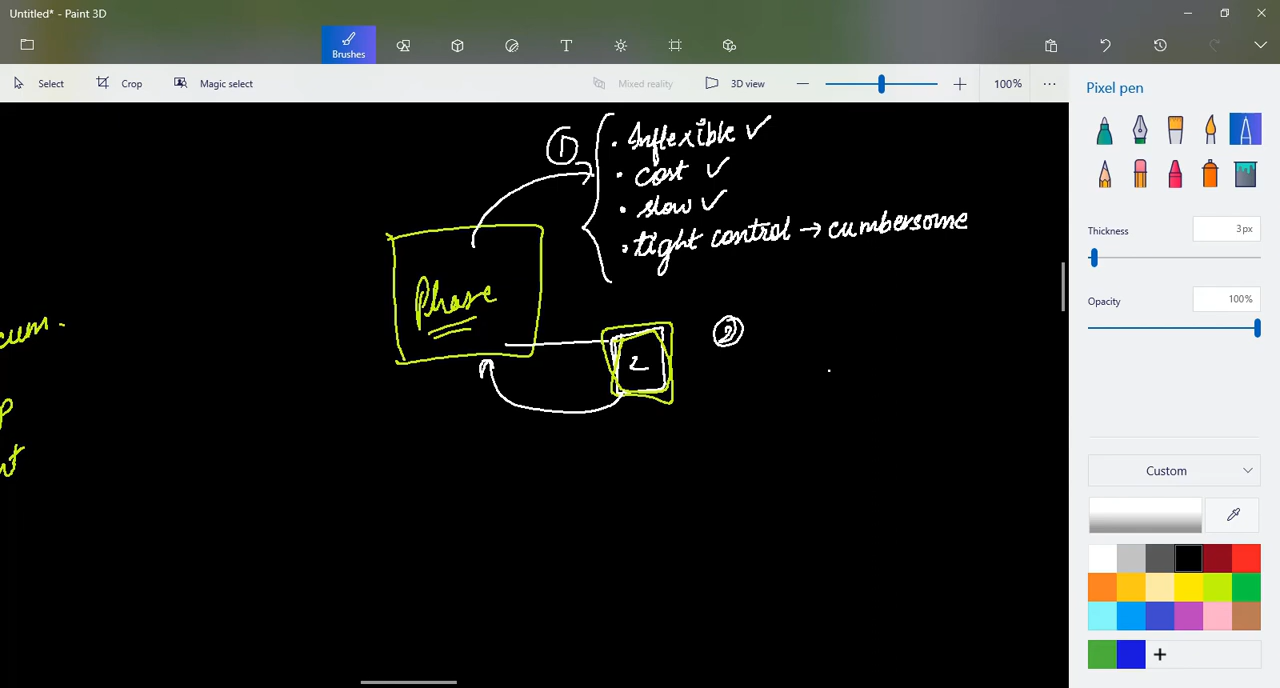 Untitled* - Paint 3D
Brushes
Select
Crop
Magic select
Mixed reality
3D view
100%
Pixel pen
Thickness
3px
Opacity
100%
Custom
①
• Inflexible ✓
• cost ✓
• slow ✓
• tight control → cumbersome
Phase
2
②
cum.